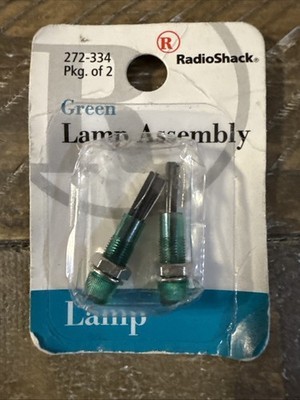 272-334
Pkg. of 2
R
RadioShack®
Green
Lamp Assembly
Lamp